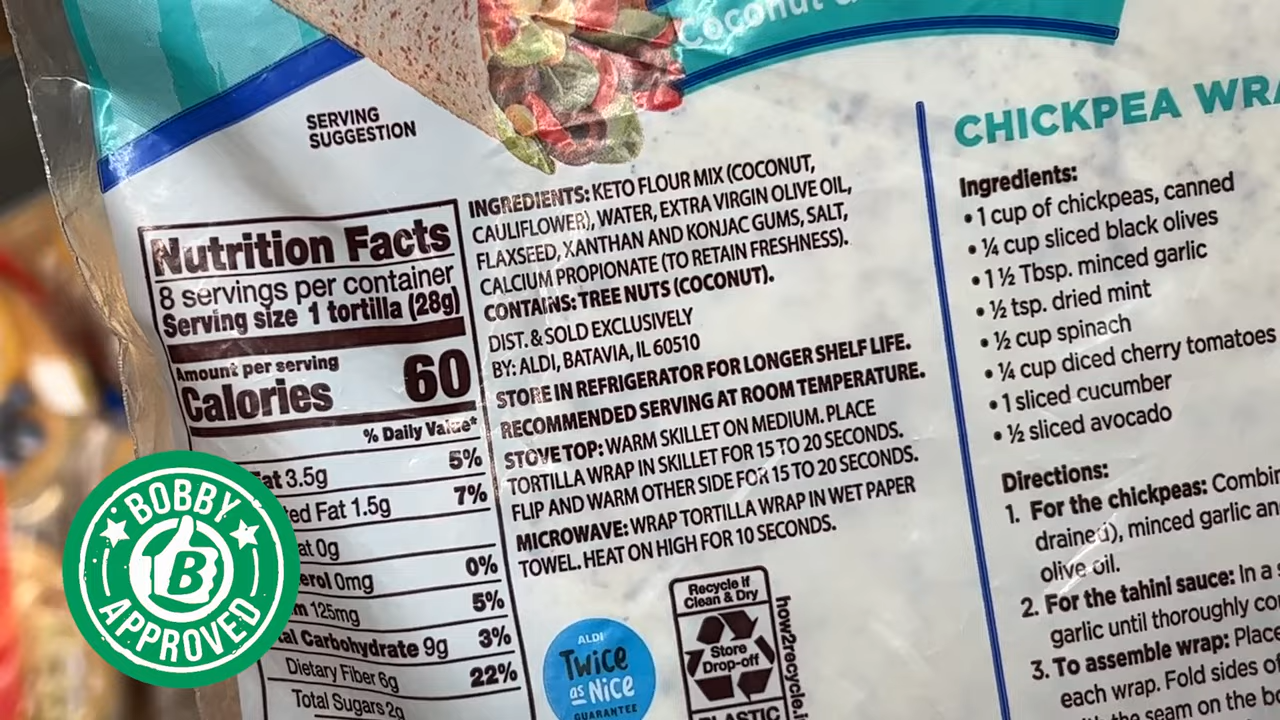 Coconut &
SERVING
SUGGESTION
Nutrition Facts
8 servings per container
Serving size 1 tortilla (28g)
Amount per serving
Calories 60
% Daily Value*
at 3.5g 5%
ted Fat 1.5g 7%
at 0g
erol 0mg 0%
m 125mg 5%
al Carbohydrate 9g 3%
Dietary Fiber 6g 22%
Total Sugars 2g
INGREDIENTS: KETO FLOUR MIX (COCONUT,
CAULIFLOWER), WATER, EXTRA VIRGIN OLIVE OIL,
FLAXSEED, XANTHAN AND KONJAC GUMS, SALT,
CALCIUM PROPIONATE (TO RETAIN FRESHNESS).
CONTAINS: TREE NUTS (COCONUT).
DIST. & SOLD EXCLUSIVELY
BY: ALDI, BATAVIA, IL 60510
STORE IN REFRIGERATOR FOR LONGER SHELF LIFE.
RECOMMENDED SERVING AT ROOM TEMPERATURE.
STOVE TOP: WARM SKILLET ON MEDIUM. PLACE
TORTILLA WRAP IN SKILLET FOR 15 TO 20 SECONDS.
FLIP AND WARM OTHER SIDE FOR 15 TO 20 SECONDS.
MICROWAVE: WRAP TORTILLA WRAP IN WET PAPER
TOWEL. HEAT ON HIGH FOR 10 SECONDS.
ALDI
Twice
as Nice
GUARANTEE
Recycle If
Clean & Dry
Store
Drop-off
PLASTIC
how2recycle.i
CHICKPEA WRA
Ingredients:
• 1 cup of chickpeas, canned
• ¼ cup sliced black olives
• 1 ½ Tbsp. minced garlic
• ½ tsp. dried mint
• ½ cup spinach
• ¼ cup diced cherry tomatoes
• 1 sliced cucumber
• ½ sliced avocado
Directions:
1. For the chickpeas: Combin
drained), minced garlic an
olive oil.
2. For the tahini sauce: In a s
garlic until thoroughly co
3. To assemble wrap: Place
each wrap. Fold sides of
the seam on the bo
BOBBY
B
APPROVED